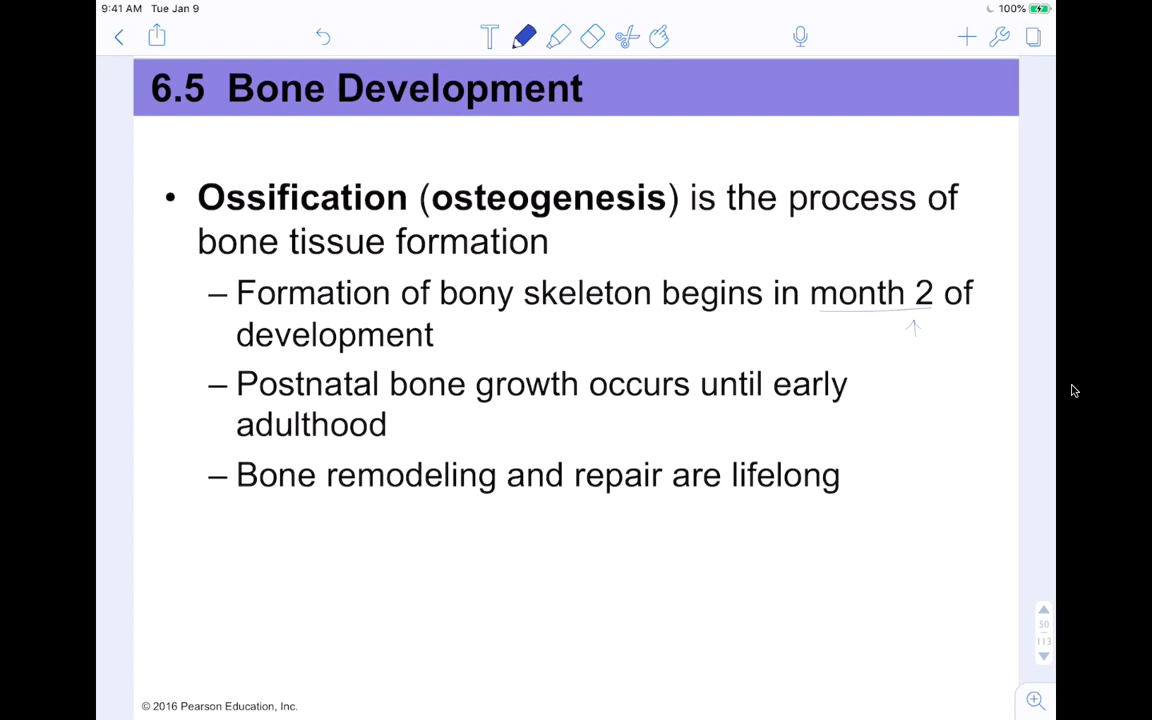 9:41 AM Tue Jan 9
100%
T
6.5 Bone Development
• Ossification (osteogenesis) is the process of
bone tissue formation
– Formation of bony skeleton begins in month 2 of
development
– Postnatal bone growth occurs until early
adulthood
– Bone remodeling and repair are lifelong
50
113
© 2016 Pearson Education, Inc.